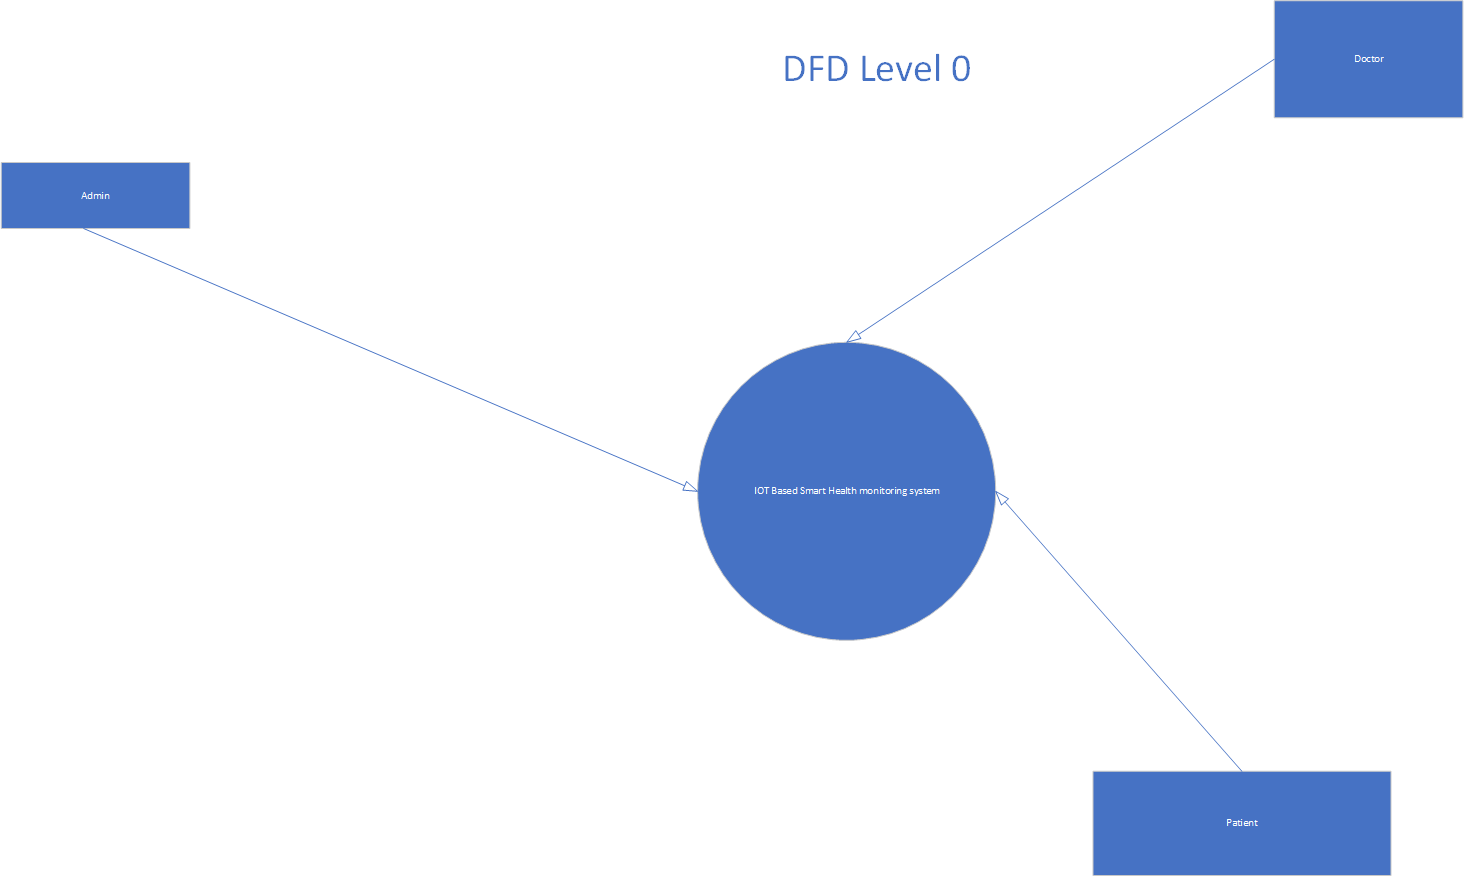 DFD Level 0
Doctor
Admin
IOT Based Smart Health monitoring system
Patient